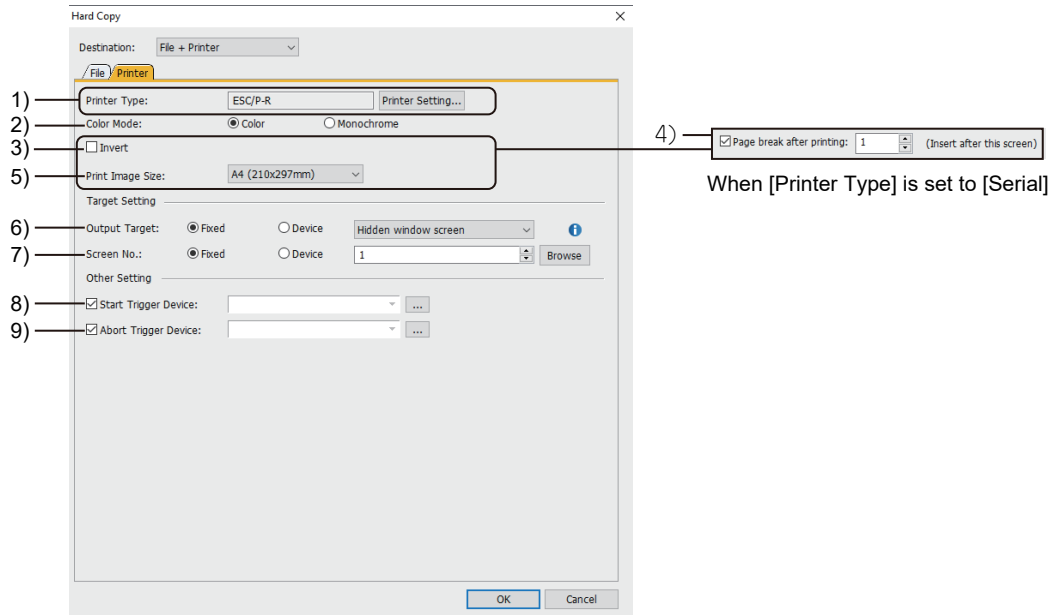 Hard Copy
Destination: File + Printer
File Printer
1) Printer Type: ESC/P-R Printer Setting...
2) Color Mode: Color Monochrome
3) Invert
4) Page break after printing: 1 (Insert after this screen)
When [Printer Type] is set to [Serial]
5) Print Image Size: A4 (210x297mm)
Target Setting
6) Output Target: Fixed Device Hidden window screen
7) Screen No.: Fixed Device 1 Browse
Other Setting
8) Start Trigger Device: ...
9) Abort Trigger Device: ...
OK Cancel